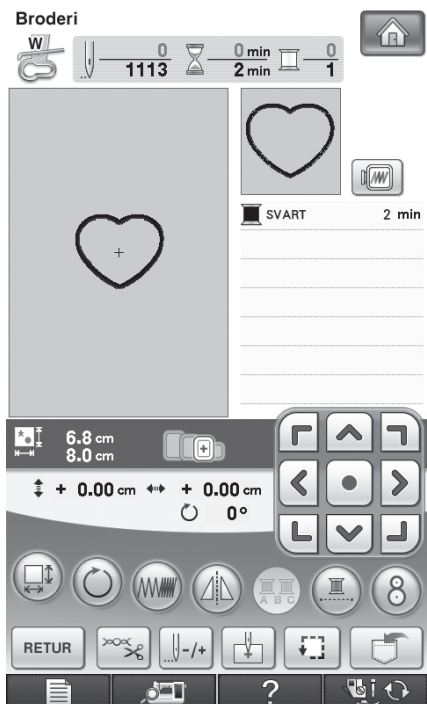 Broderi
W
0 0 min 0
1113 2 min 1
SVART 2 min
6.8 cm
8.0 cm
+ 0.00 cm + 0.00 cm
0°
A B C
8
RETUR
-/+
?